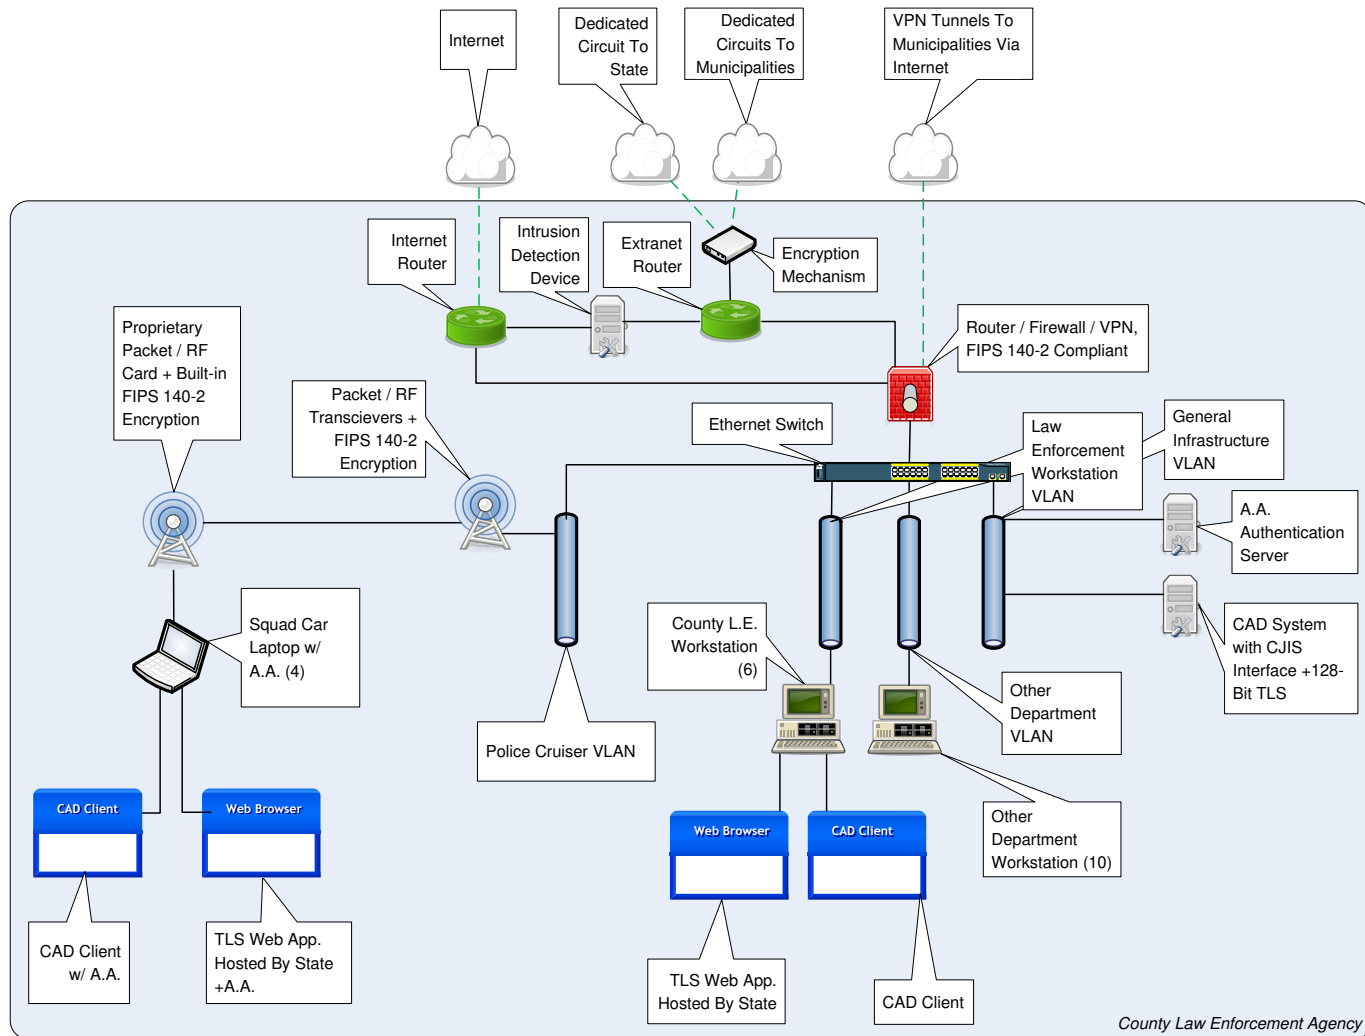 Internet
Dedicated
Circuit To
State
Dedicated
Circuits To
Municipalities
VPN Tunnels To
Municipalities Via
Internet
Internet
Router
Intrusion
Detection
Device
Extranet
Router
Encryption
Mechanism
Proprietary
Packet / RF
Card + Built-in
FIPS 140-2
Encryption
Packet / RF
Transcievers +
FIPS 140-2
Encryption
Router / Firewall / VPN,
FIPS 140-2 Compliant
Ethernet Switch
Law
Enforcement
Workstation
VLAN
General
Infrastructure
VLAN
A.A.
Authentication
Server
Squad Car
Laptop w/
A.A. (4)
County L.E.
Workstation
(6)
CAD System
with CJIS
Interface +128-
Bit TLS
Police Cruiser VLAN
Other
Department
VLAN
CAD Client
Web Browser
Web Browser
CAD Client
Other
Department
Workstation (10)
CAD Client
w/ A.A.
TLS Web App.
Hosted By State
+A.A.
TLS Web App.
Hosted By State
CAD Client
County Law Enforcement Agency